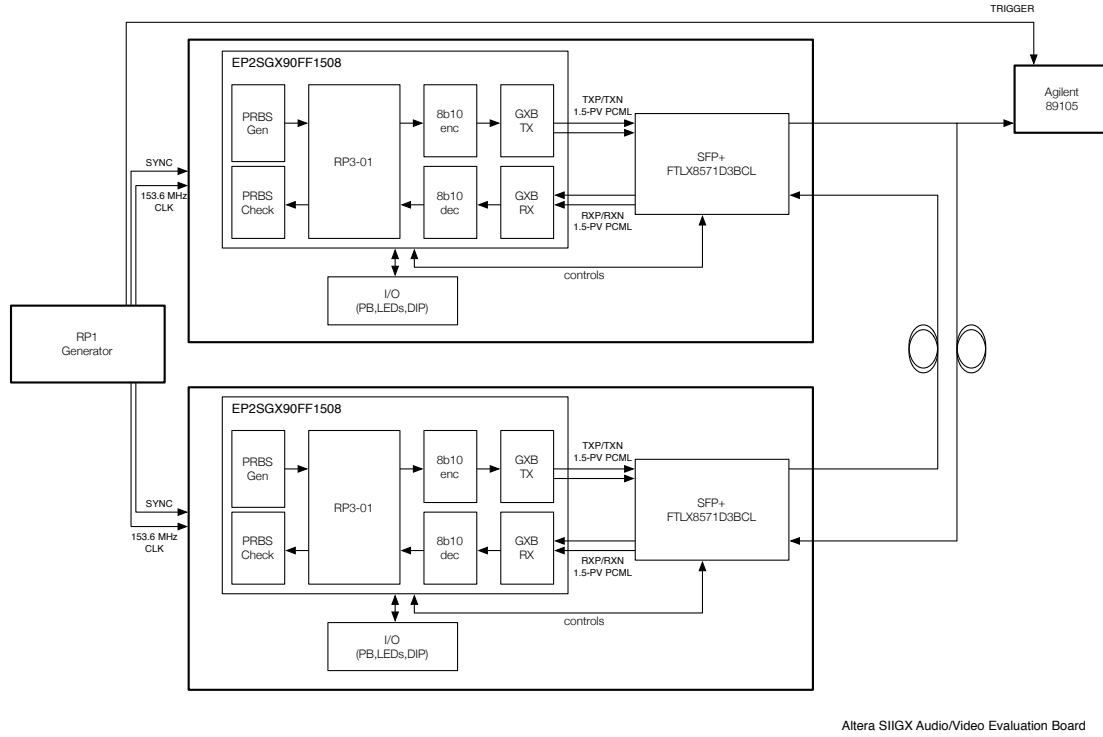 TRIGGER
Agilent
89105
EP2SGX90FF1508
PRBS
Gen
RP3-01
8b10
enc
GXB
TX
TXP/TXN
1.5-PV PCML
SFP+
FTLX8571D3BCL
SYNC
153.6 MHz
CLK
PRBS
Check
8b10
dec
GXB
RX
RXP/RXN
1.5-PV PCML
controls
I/O
(PB,LEDs,DIP)
RP1
Generator
EP2SGX90FF1508
PRBS
Gen
RP3-01
8b10
enc
GXB
TX
TXP/TXN
1.5-PV PCML
SFP+
FTLX8571D3BCL
SYNC
153.6 MHz
CLK
PRBS
Check
8b10
dec
GXB
RX
RXP/RXN
1.5-PV PCML
controls
I/O
(PB,LEDs,DIP)
Altera SIIGX Audio/Video Evaluation Board